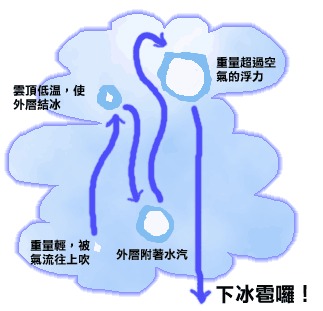 重量輕，被
氣流往上吹
雲頂低溫，使
外層結冰
外層附著水汽
重量超過空
氣的浮力
下冰雹囉！